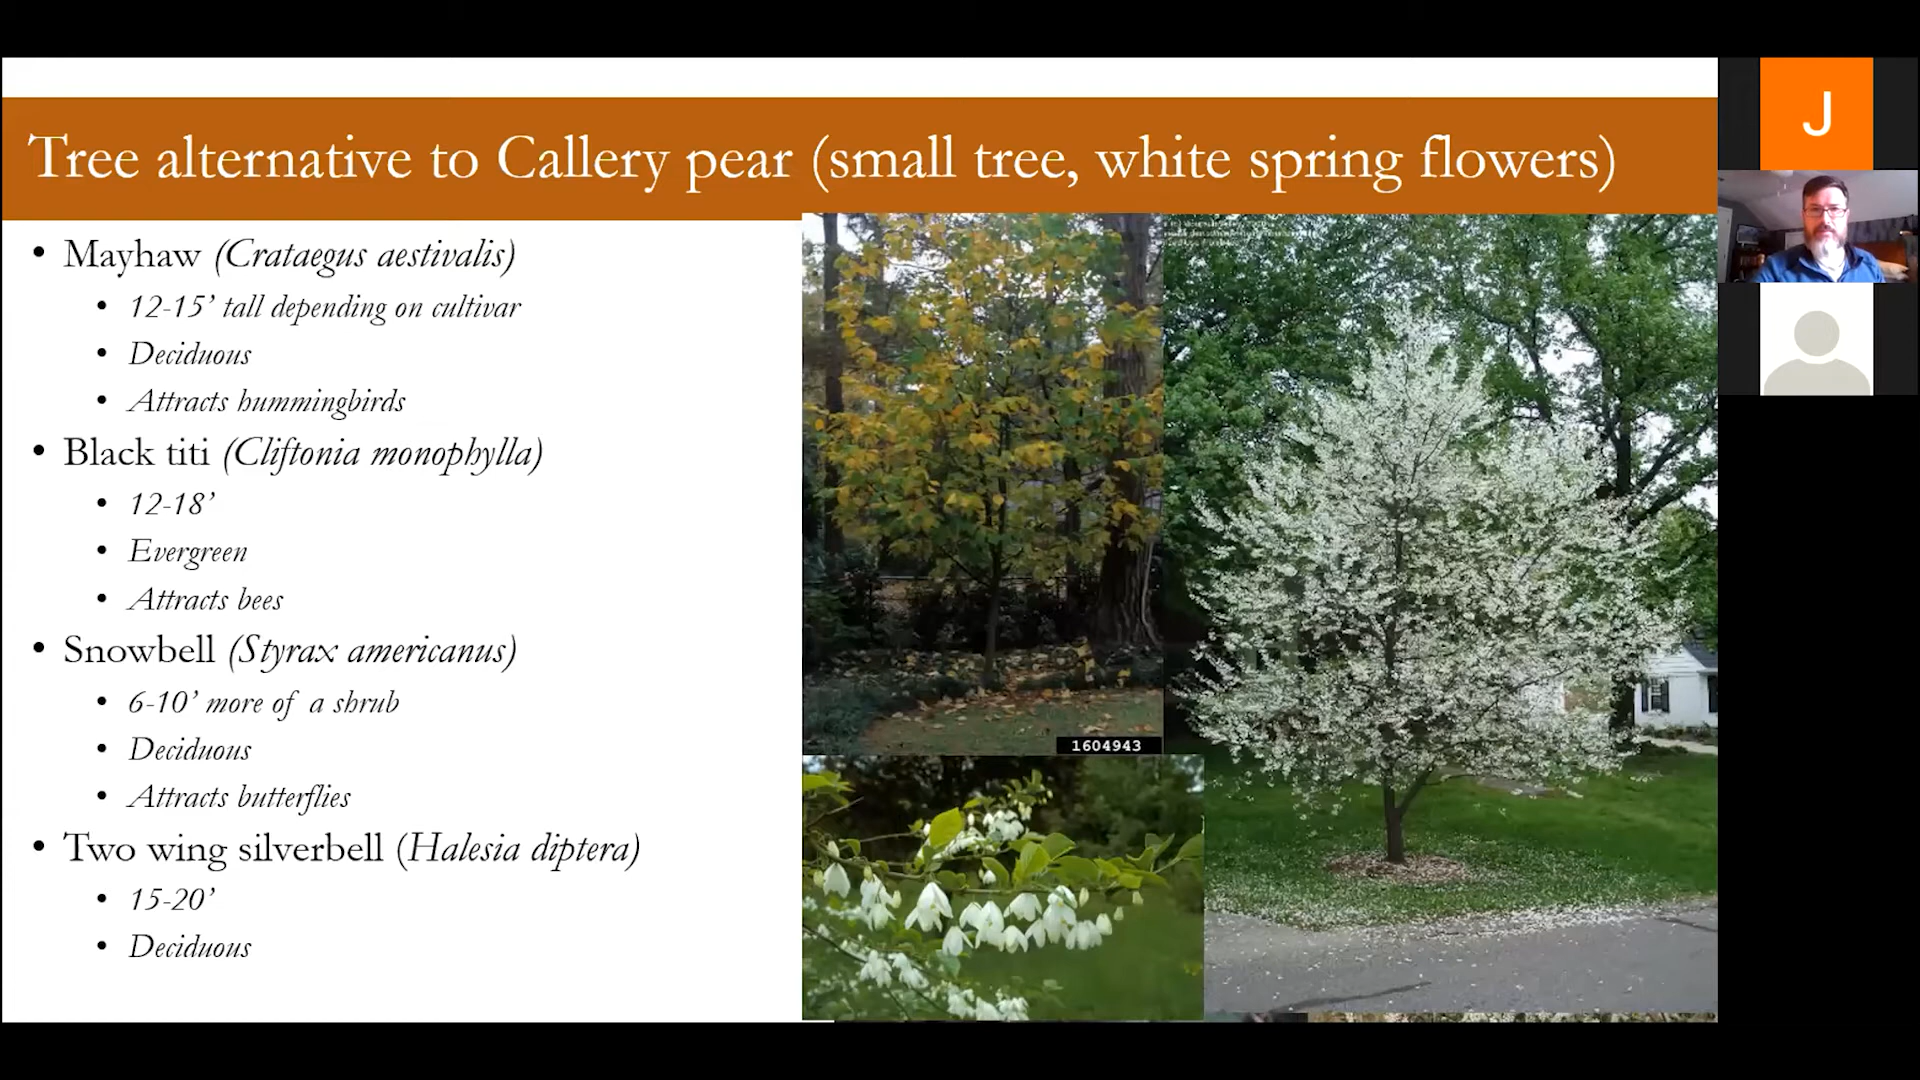 Tree alternative to Callery pear (small tree, white spring flowers)
• Mayhaw (Crataegus aestivalis)
• 12-15’ tall depending on cultivar
• Deciduous
• Attracts hummingbirds
• Black titi (Cliftonia monophylla)
• 12-18’
• Evergreen
• Attracts bees
• Snowbell (Styrax americanus)
• 6-10’ more of a shrub
• Deciduous
• Attracts butterflies
• Two wing silverbell (Halesia diptera)
• 15-20’
• Deciduous
1604943
J